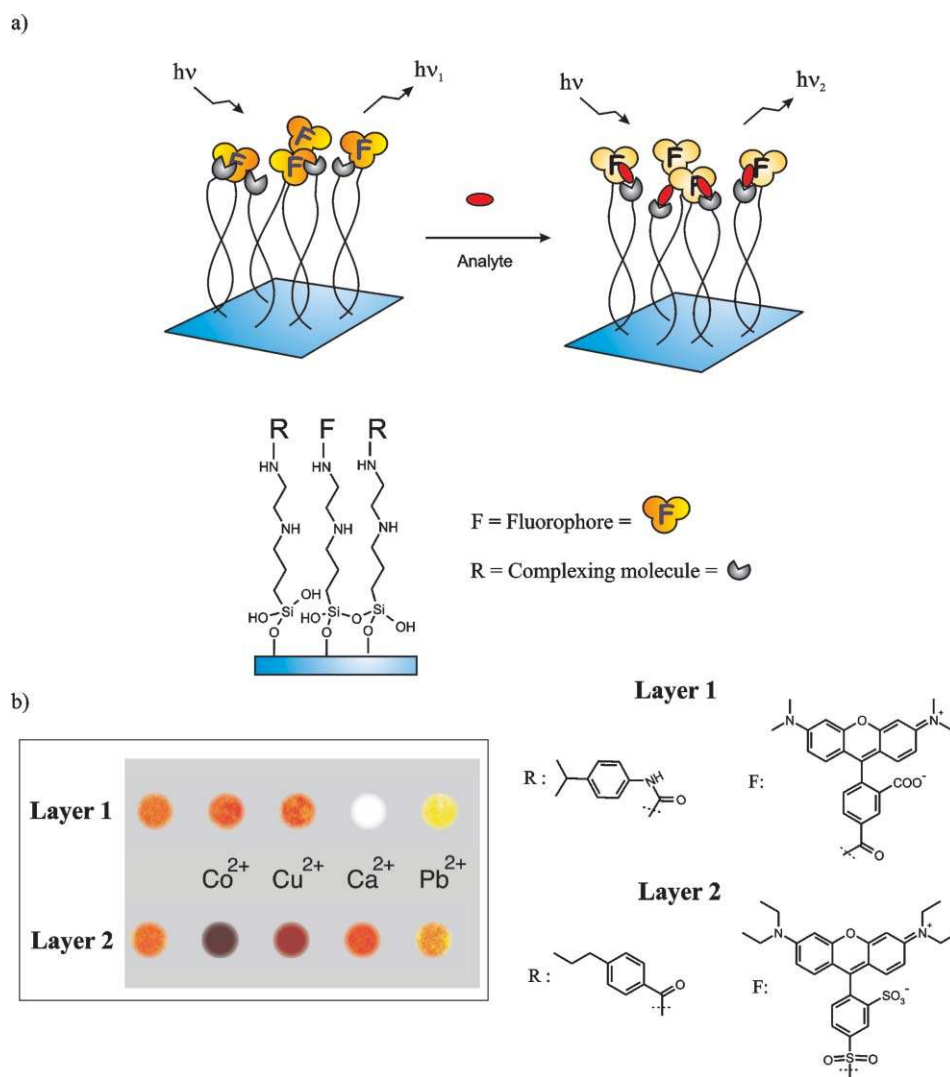 a)
hν
hν₁
hν
hν₂
F
F
F
F
F
F
F
Analyte
R F R
HN HN HN
NH NH NH
OH
HO Si HO Si O Si OH
O O O
F = Fluorophore = F
R = Complexing molecule =
b)
Layer 1
Co²⁺ Cu²⁺ Ca²⁺ Pb²⁺
Layer 2
Layer 1
R : NH O
F: N O N⁺
COO⁻
O
Layer 2
R : O
F: N O N⁺
SO₃⁻
O=S=O